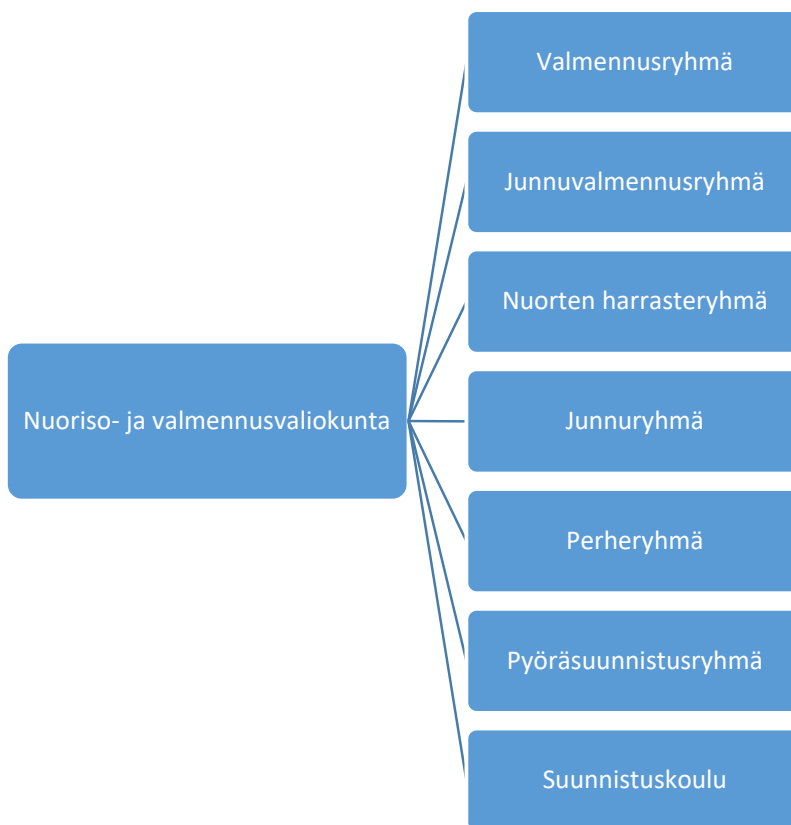 Nuoriso- ja valmennusvaliokunta
Valmennusryhmä
Junnuvalmennusryhmä
Nuorten harrasteryhmä
Junnuryhmä
Perheryhmä
Pyöräsuunnistusryhmä
Suunnistuskoulu